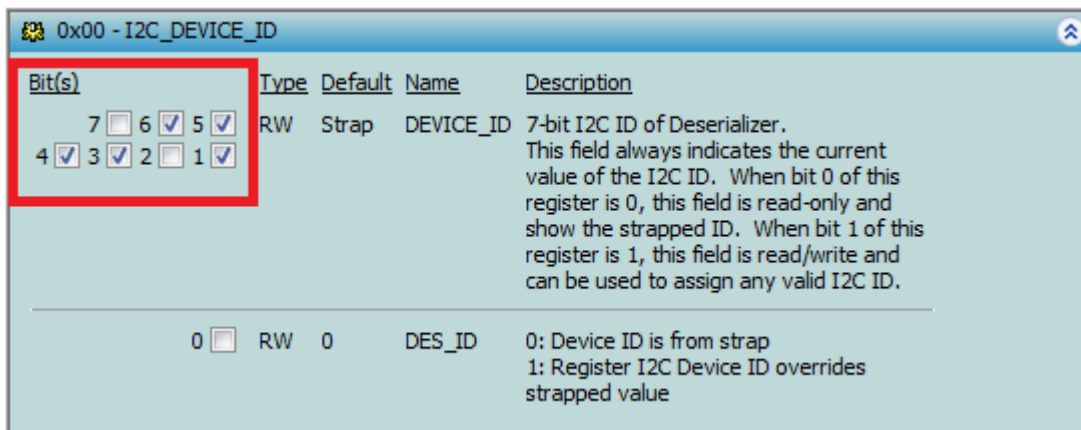 0x00 - I2C_DEVICE_ID
Bit(s) Type Default Name Description
7 6 5 RW Strap DEVICE_ID 7-bit I2C ID of Deserializer.
4 3 2 1 This field always indicates the current
value of the I2C ID. When bit 0 of this
register is 0, this field is read-only and
show the strapped ID. When bit 1 of this
register is 1, this field is read/write and
can be used to assign any valid I2C ID.
0 RW 0 DES_ID 0: Device ID is from strap
1: Register I2C Device ID overrides
strapped value